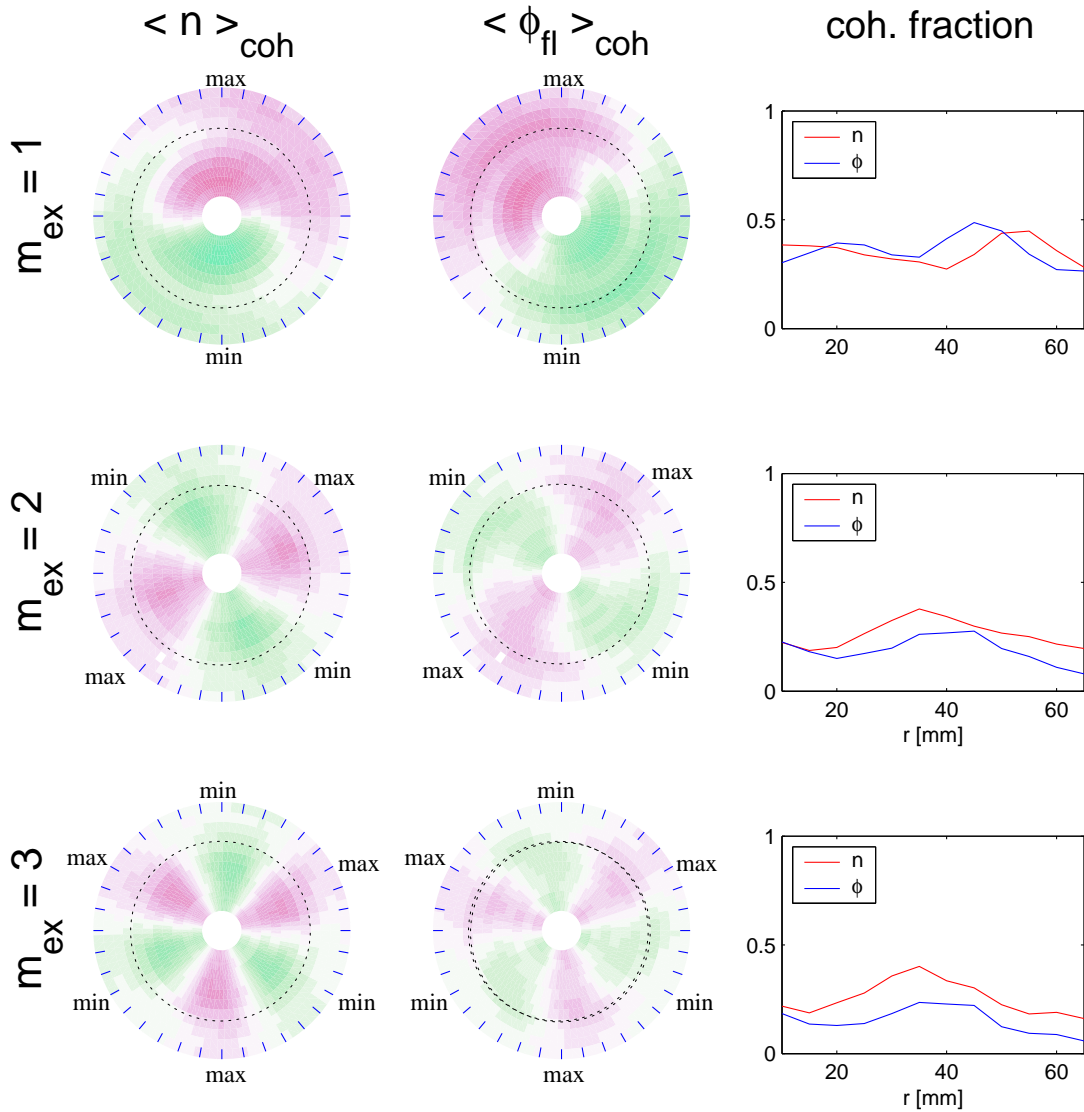 < n >coh < ϕfl >coh coh. fraction
mex = 1
max max
min min
1
0.5
0
n
ϕ
20 40 60
mex = 2
min max max
max min min
1
0.5
0
n
ϕ
20 40 60
r [mm]
mex = 3
min min
max max max max
min min min min
max max
1
0.5
0
n
ϕ
20 40 60
r [mm]